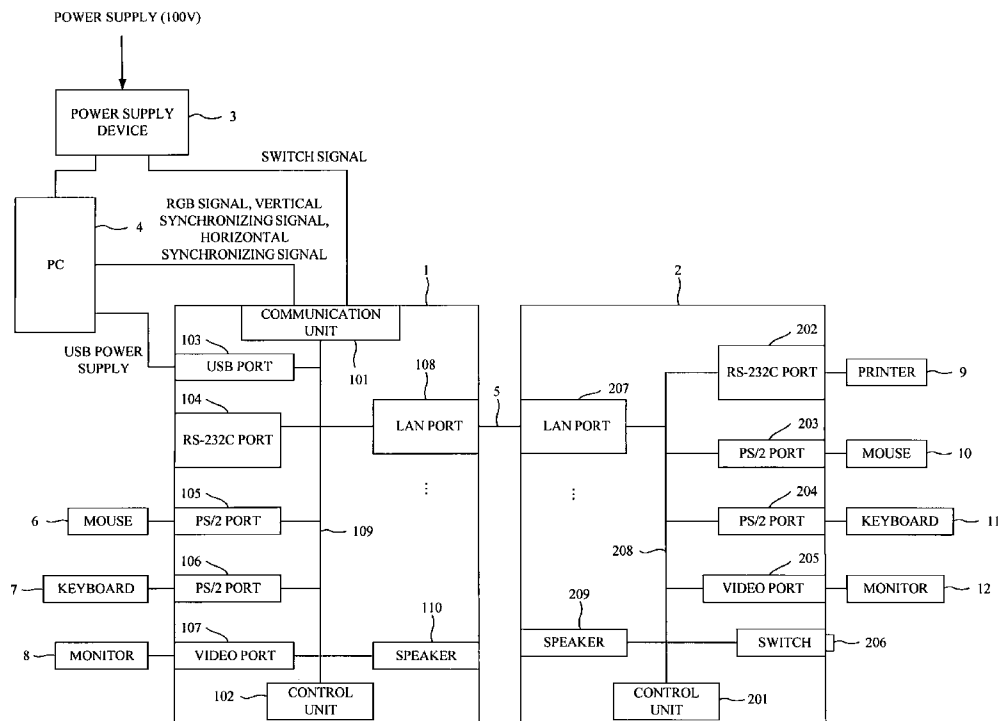 POWER SUPPLY (100V)
POWER SUPPLY
DEVICE
3
SWITCH SIGNAL
RGB SIGNAL, VERTICAL
SYNCHRONIZING SIGNAL,
HORIZONTAL
SYNCHRONIZING SIGNAL
4
PC
USB POWER
SUPPLY
1
COMMUNICATION
UNIT
101
103
USB PORT
104
RS-232C PORT
108
LAN PORT
5
...
105
6
MOUSE
PS/2 PORT
109
106
7
KEYBOARD
PS/2 PORT
107
110
8
MONITOR
VIDEO PORT
SPEAKER
102
CONTROL
UNIT
2
202
RS-232C PORT
PRINTER
9
207
LAN PORT
203
PS/2 PORT
MOUSE
10
...
204
PS/2 PORT
KEYBOARD
11
208
205
VIDEO PORT
MONITOR
12
209
SPEAKER
SWITCH
206
CONTROL
UNIT
201